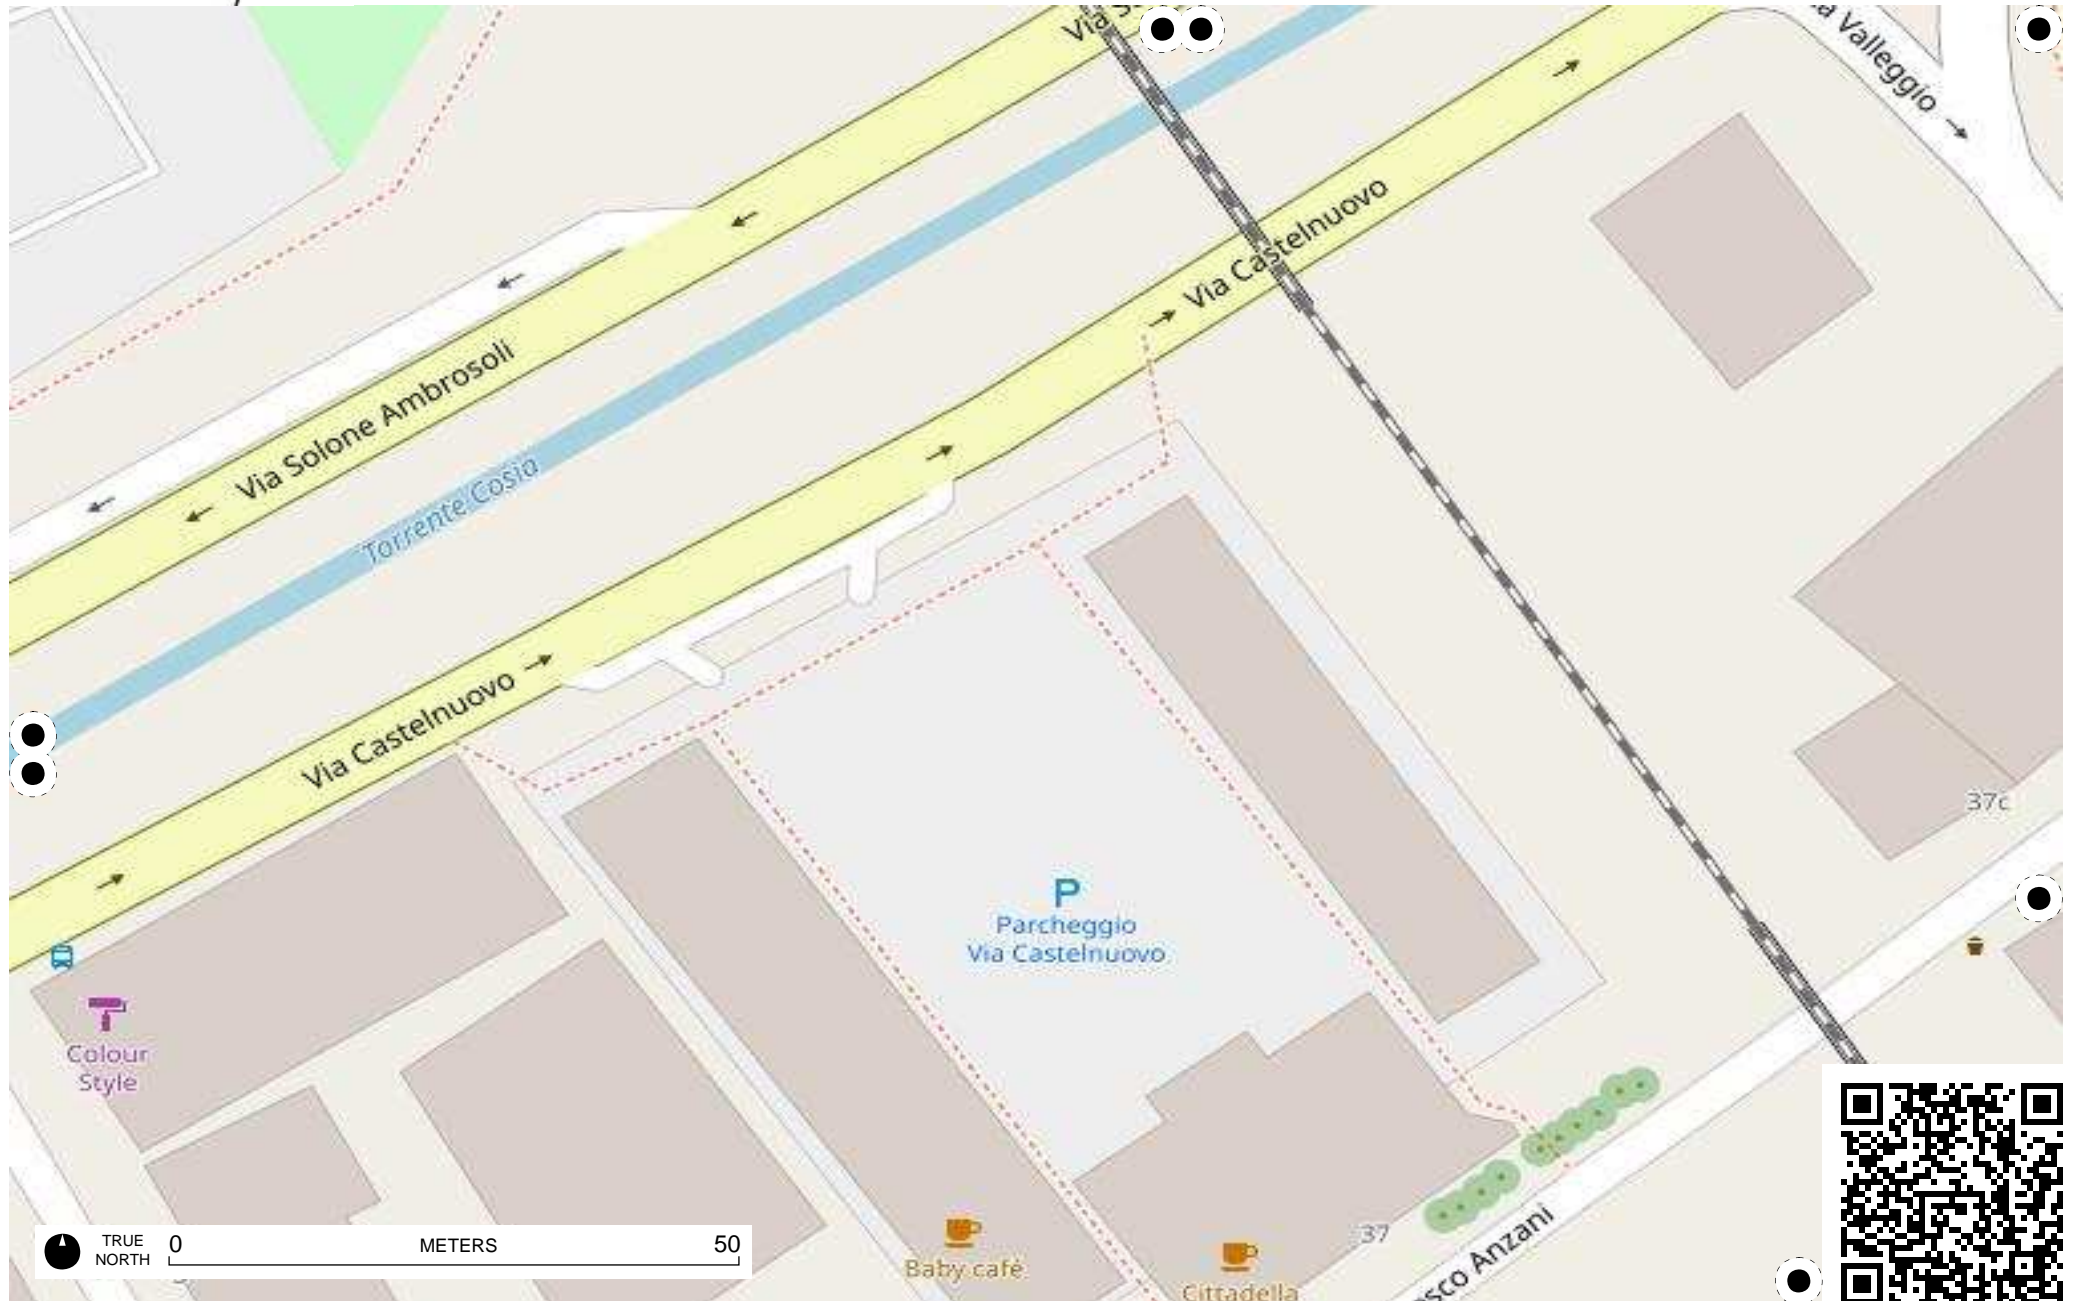 Valleggio
Via Castelnuovo
Via Solone Ambrosoli
Torrente Cosia
Via Castelnuovo
37c
P
Parcheggio
Via Castelnuovo
Colour
Style
37
Baby café
Cittadella
Anzani
TRUE
NORTH
0 METERS 50